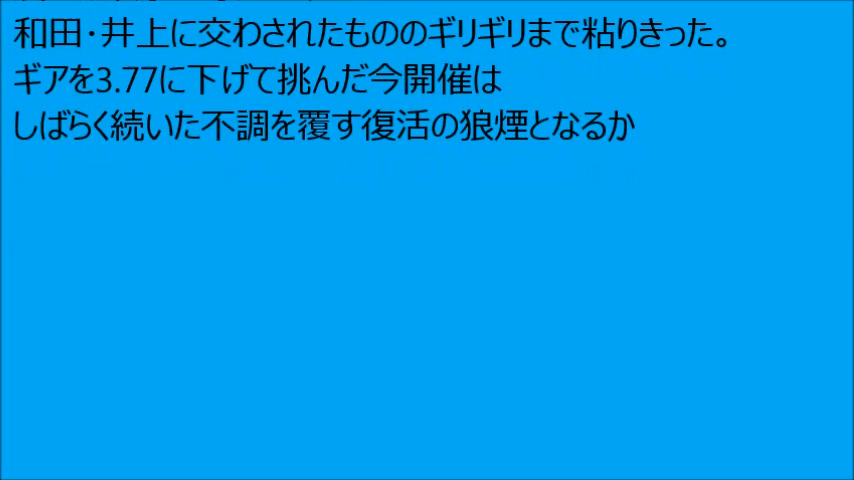 和田・井上に交わされたもののギリギリまで粘りきった。
ギアを3.77に下げて挑んだ今開催は
しばらく続いた不調を覆す復活の狼煙となるか